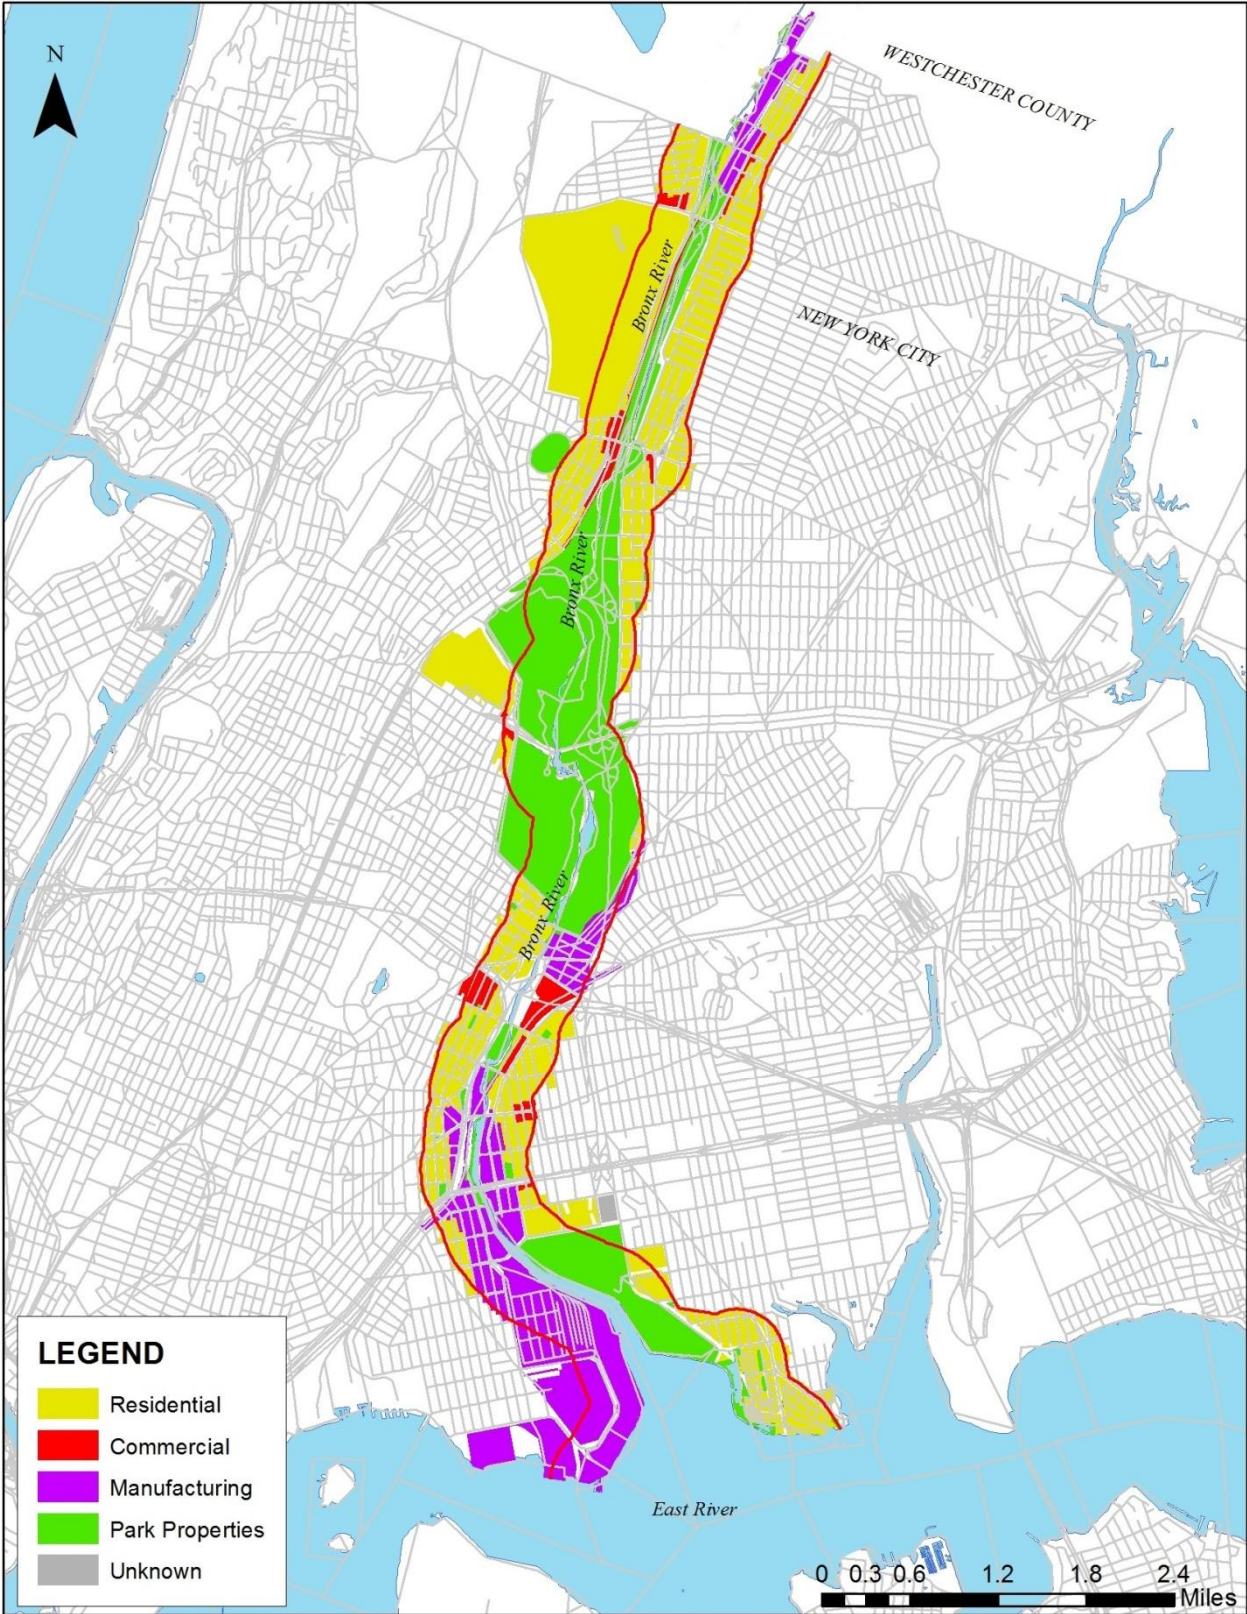 N
WESTCHESTER COUNTY
Bronx River
NEW YORK CITY
Bronx River
Bronx River
LEGEND
Residential
Commercial
Manufacturing
Park Properties
Unknown
East River
0 0.3 0.6 1.2 1.8 2.4
Miles